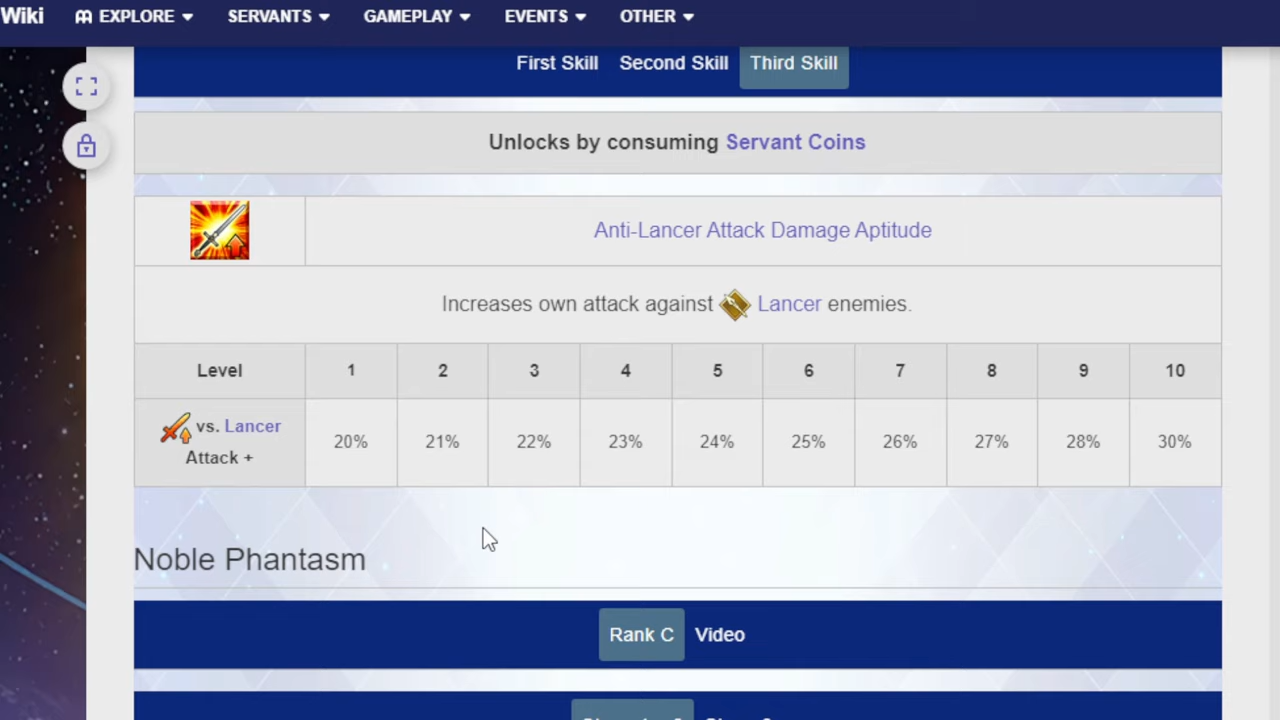 Wiki EXPLORE SERVANTS GAMEPLAY EVENTS OTHER
First Skill Second Skill Third Skill
Unlocks by consuming Servant Coins
Anti-Lancer Attack Damage Aptitude
Increases own attack against Lancer enemies.
Level 1 2 3 4 5 6 7 8 9 10
vs. Lancer
Attack + 20% 21% 22% 23% 24% 25% 26% 27% 28% 30%
Noble Phantasm
Rank C Video